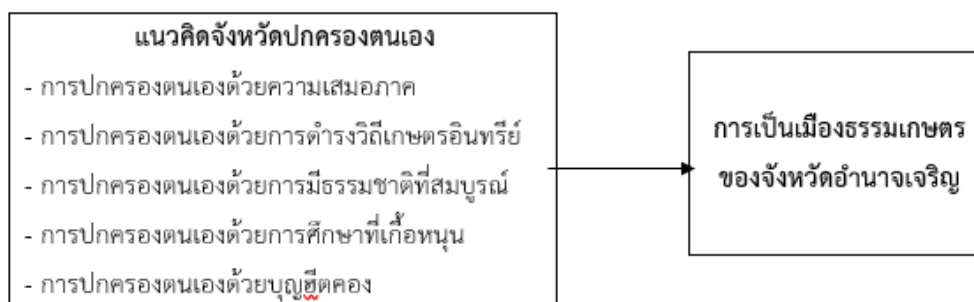 แนวคิดจังหวัดปกครองตนเอง
- การปกครองตนเองด้วยความเสมอภาค
- การปกครองตนเองด้วยการดำรงวิถีเกษตรอินทรีย์
- การปกครองตนเองด้วยการมีธรรมชาติที่สมบูรณ์
- การปกครองตนเองด้วยการศึกษาที่เกื้อหนุน
- การปกครองตนเองด้วยบุญฮีตคอง
การเป็นเมืองธรรมเกษตร
ของจังหวัดอำนาจเจริญ